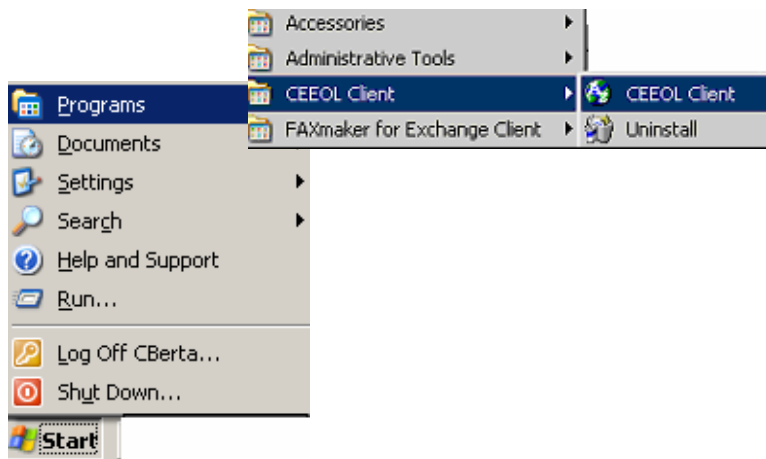 Accessories
Administrative Tools
CEEOL Client
CEEOL Client
FAXmaker for Exchange Client
Uninstall
Programs
Documents
Settings
Search
Help and Support
Run...
Log Off CBerta...
Shut Down...
Start